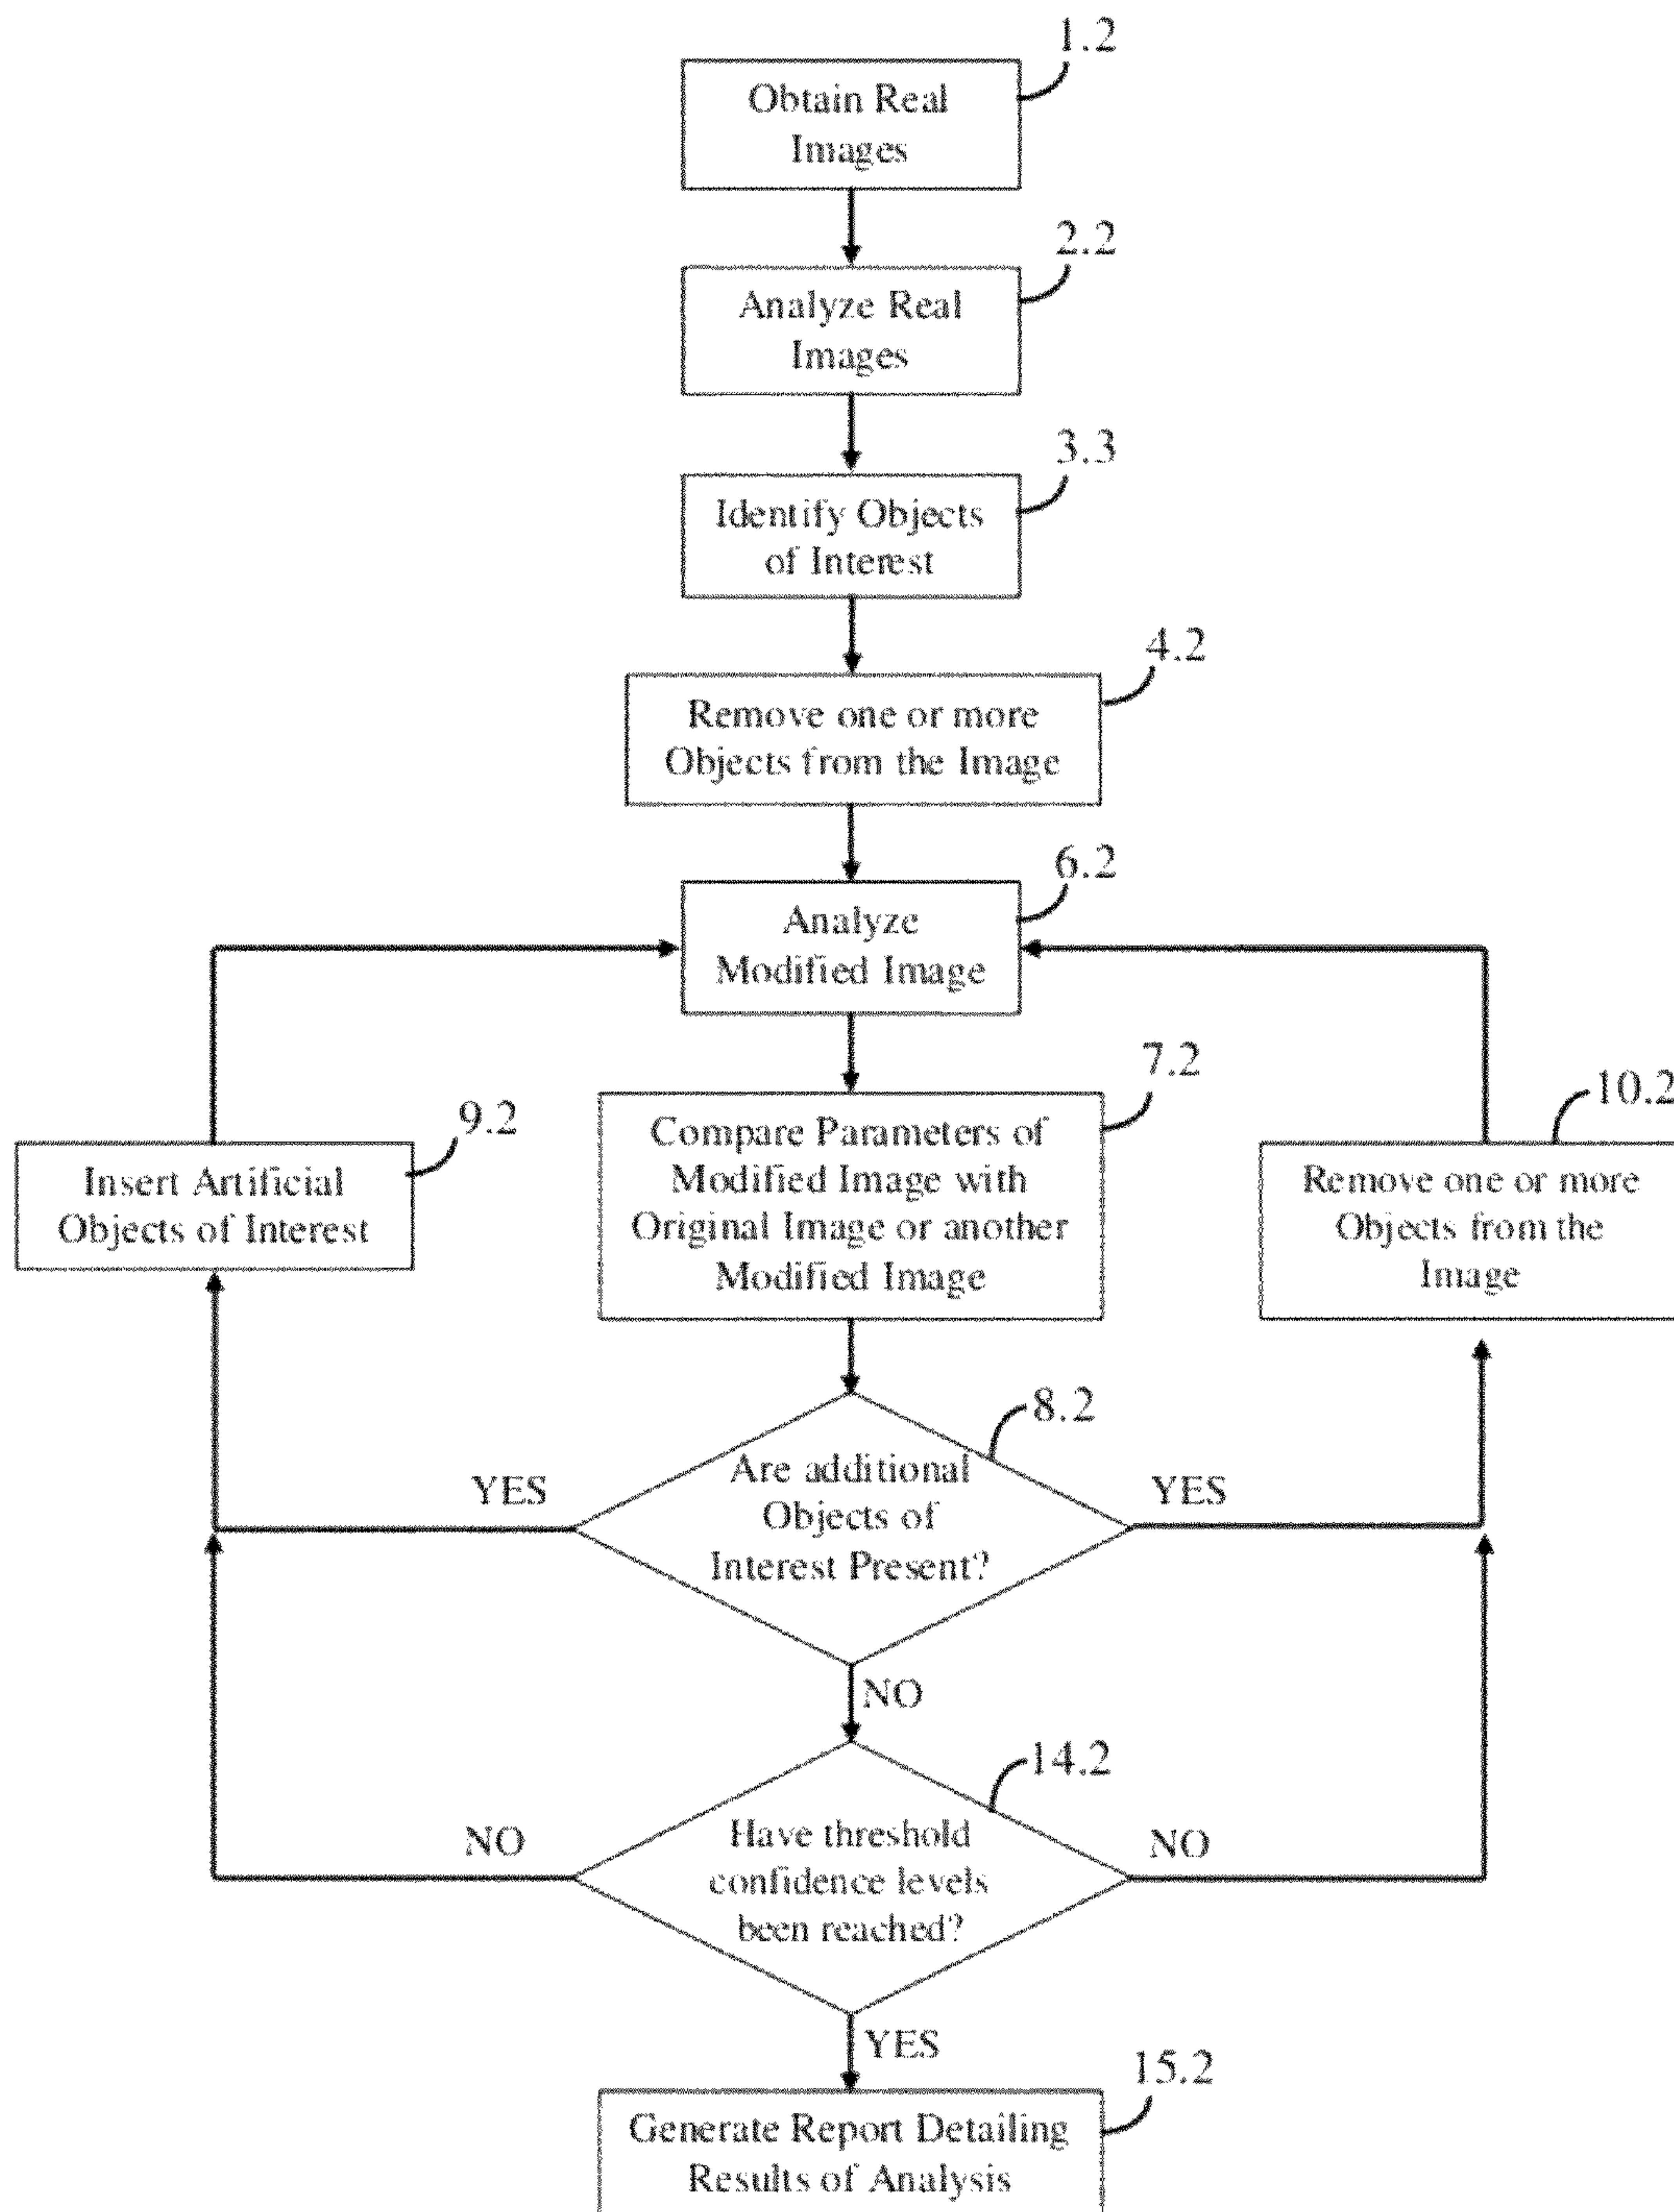 1.2
Obtain Real
Images
2.2
Analyze Real
Images
3.3
Identify Objects
of Interest
4.2
Remove one or more
Objects from the Image
6.2
Analyze
Modified Image
7.2
Compare Parameters of
Modified Image with
Original Image or another
Modified Image
9.2
Insert Artificial
Objects of Interest
10.2
Remove one or more
Objects from the
Image
8.2
Are additional
Objects of
Interest Present?
YES
YES
NO
14.2
Have threshold
confidence levels
been reached?
NO
NO
YES
15.2
Generate Report Detailing
Results of Analysis